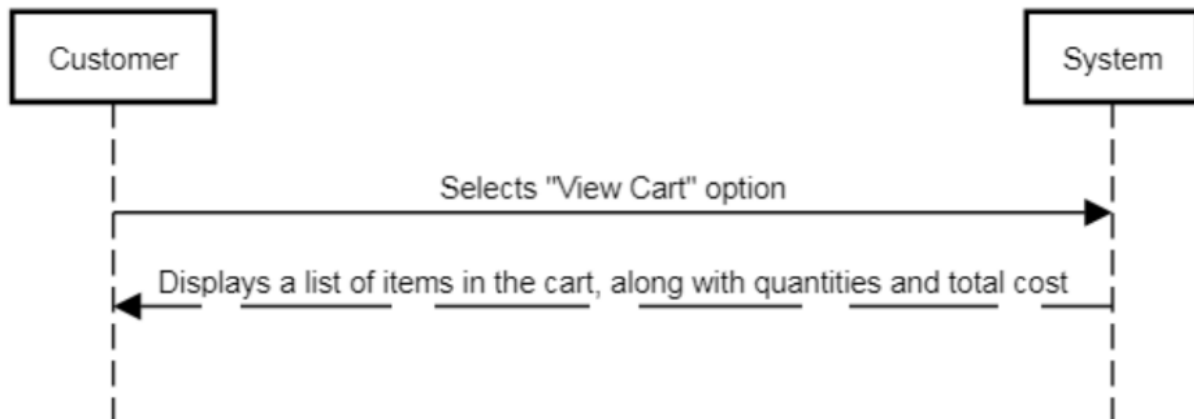 Customer
System
Selects "View Cart" option
Displays a list of items in the cart, along with quantities and total cost